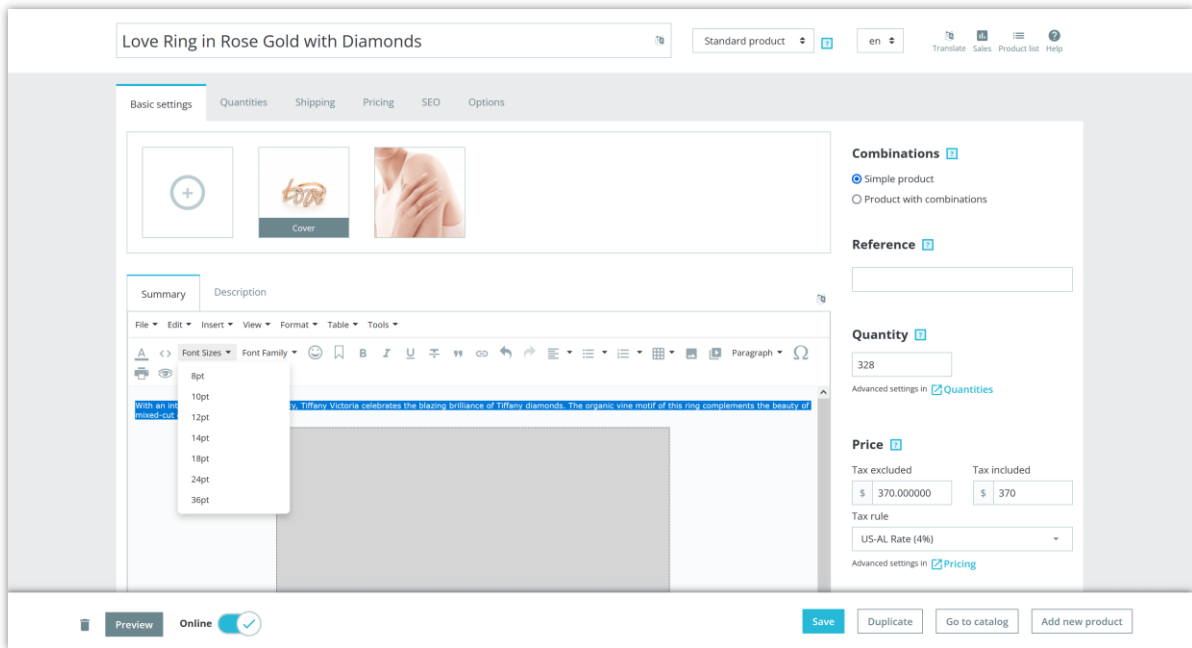 Love Ring in Rose Gold with Diamonds
Standard product
en
Translate Sales Product list Help
Basic settings Quantities Shipping Pricing SEO Options
Cover
Combinations
Simple product
Product with combinations
Reference
Summary Description
File Edit Insert View Format Table Tools
Font Sizes Font Family Paragraph
8pt
10pt
12pt
14pt
18pt
24pt
36pt
With an Tiffany Victoria celebrates the blazing brilliance of Tiffany diamonds. The organic vine motif of this ring complements the beauty of
mixed-cut
Quantity
328
Advanced settings in Quantities
Price
Tax excluded Tax included
$ 370.000000 $ 370
Tax rule
US-AL Rate (4%)
Advanced settings in Pricing
Preview Online Save Duplicate Go to catalog Add new product